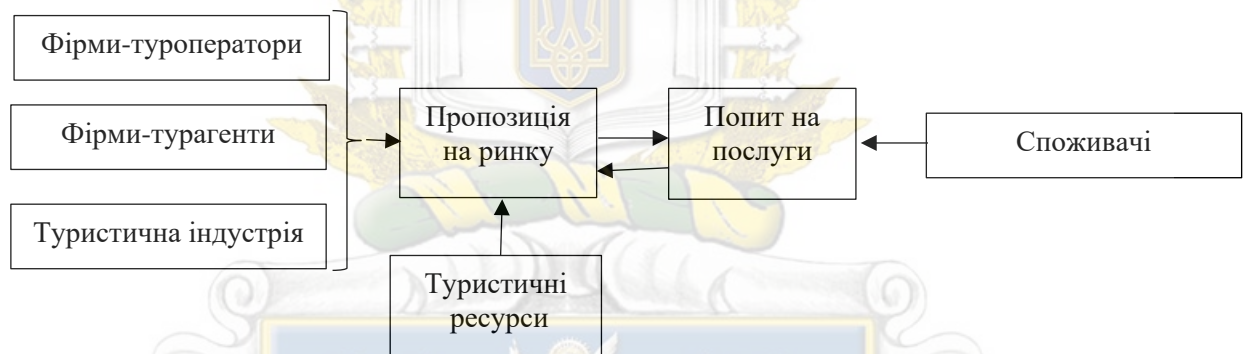 Фірми-туроператори
Фірми-турагенти
Туристична індустрія
Пропозиція
на ринку
Попит на
послуги
Споживачі
Туристичні
ресурси